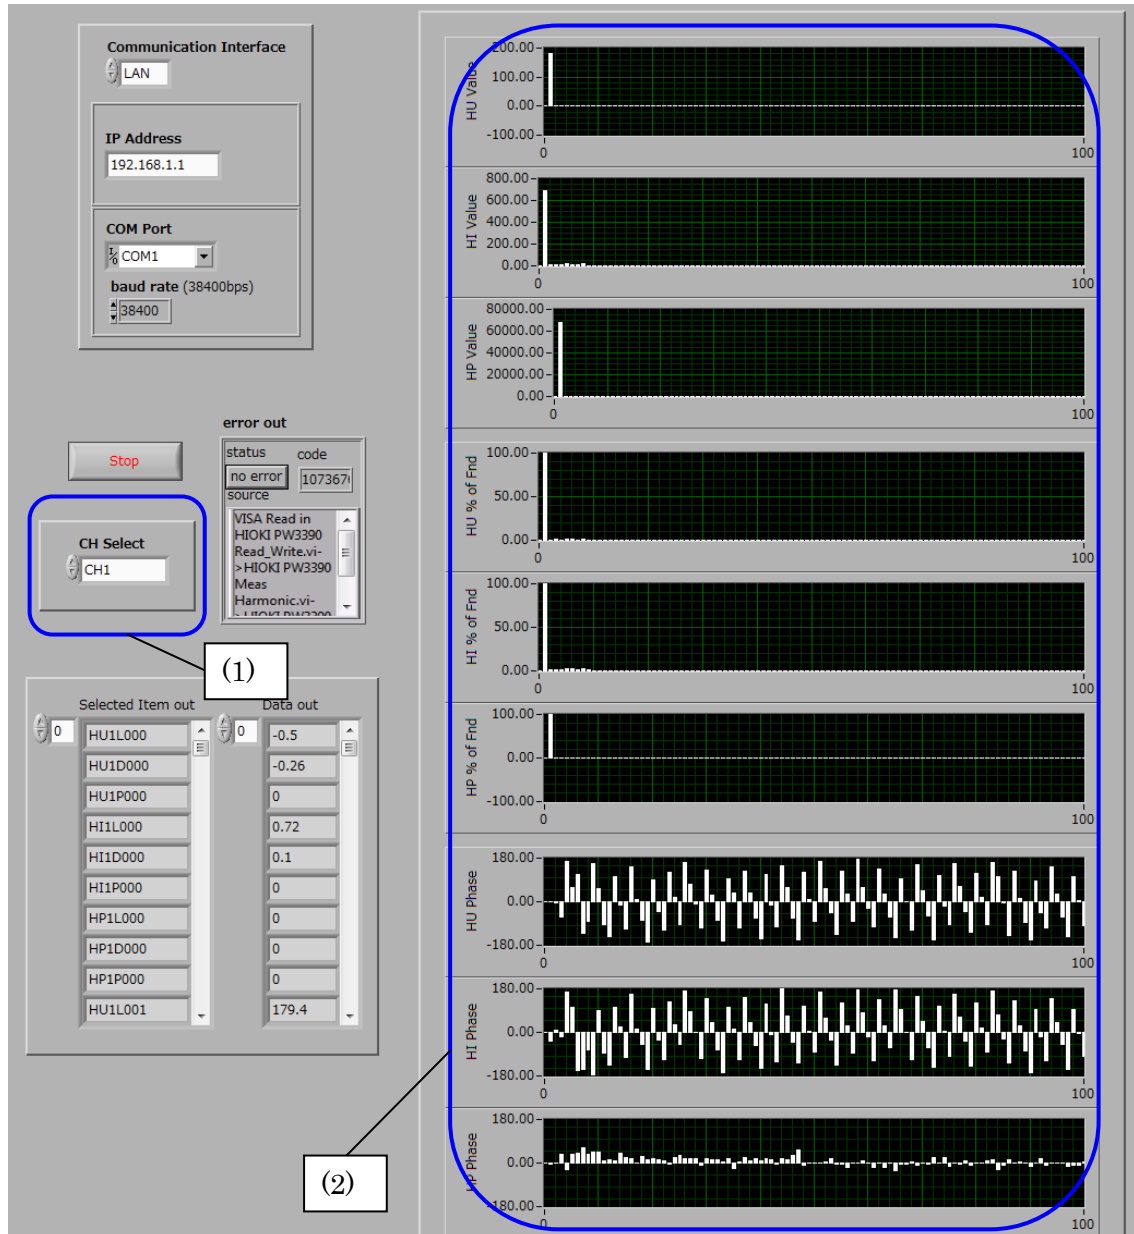 Communication Interface
LAN
IP Address
192.168.1.1
COM Port
I/0 COM1
baud rate (38400bps)
38400
Stop
error out
status code
no error 107367
source
VISA Read in
HIOKI PW3390
Read_Write.vi-
>HIOKI PW3390
Meas
Harmonic.vi-
CH Select
CH1
(1)
Selected Item out Data out
0 HU1L000 0 -0.5
HU1D000 -0.26
HU1P000 0
HI1L000 0.72
HI1D000 0.1
HI1P000 0
HP1L000 0
HP1D000 0
HP1P000 0
HU1L001 179.4
HU Value
200.00
100.00
0.00
-100.00
0 100
HI Value
800.00
600.00
400.00
200.00
0.00
0 100
HP Value
80000.00
60000.00
40000.00
20000.00
0.00
0 100
HU % of Fnd
100.00
50.00
0.00
0 100
HI % of Fnd
100.00
50.00
0.00
0 100
HP % of Fnd
100.00
0.00
-100.00
0 100
HU Phase
180.00
0.00
-180.00
0 100
HI Phase
180.00
0.00
-180.00
0 100
HP Phase
180.00
0.00
-180.00
0 100
(2)